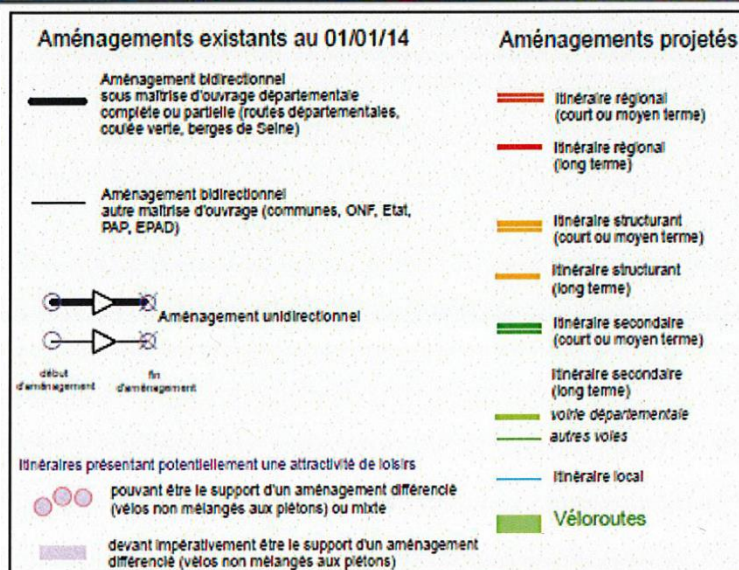 Aménagements existants au 01/01/14
Aménagement bidirectionnel
sous maîtrise d'ouvrage départementale
complète ou partielle (routes départementales,
coulée verte, berges de Seine)
Aménagement bidirectionnel
autre maîtrise d'ouvrage (communes, ONF, Etat,
PAP, EPAD)
Aménagement unidirectionnel
début
d'aménagement
fin
d'aménagement
Itinéraires présentant potentiellement une attractivité de loisirs
pouvant être le support d'un aménagement différencié
(vélos non mélangés aux piétons) ou mixte
devant impérativement être le support d'un aménagement
différencié (vélos non mélangés aux piétons)
Aménagements projetés
Itinéraire régional
(court ou moyen terme)
Itinéraire régional
(long terme)
Itinéraire structurant
(court ou moyen terme)
Itinéraire structurant
(long terme)
Itinéraire secondaire
(court ou moyen terme)
Itinéraire secondaire
(long terme)
voirie départementale
autres voies
Itinéraire local
Véloroutes